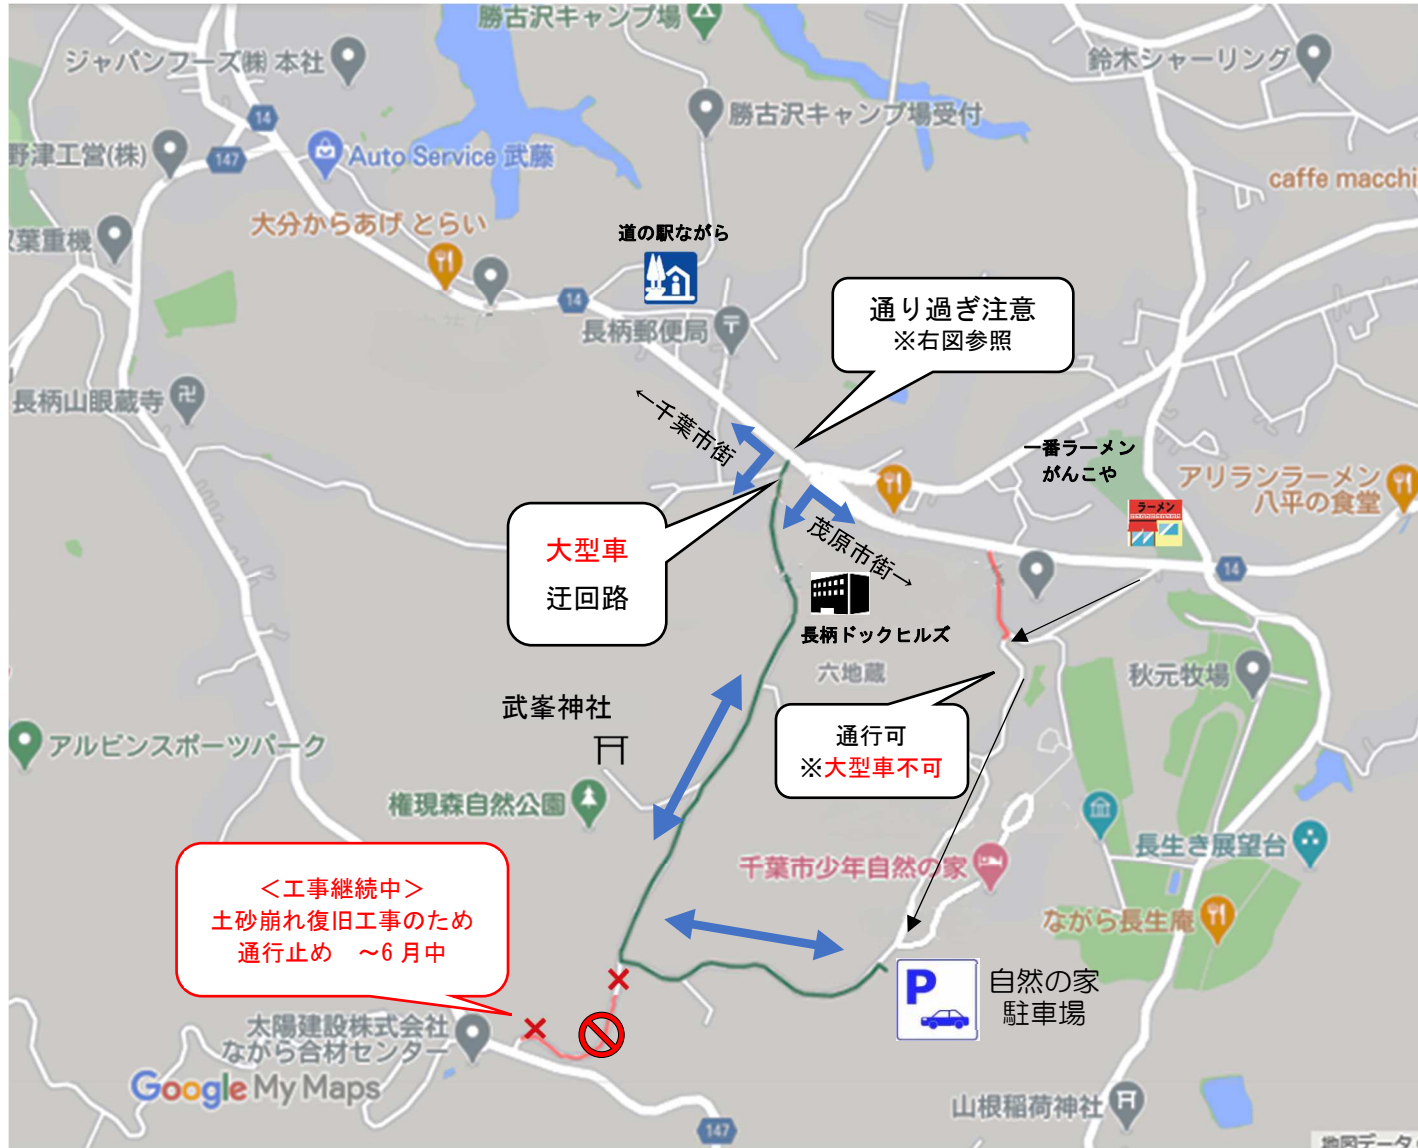 勝古沢キャンプ場
ジャパンフーズ㈱ 本社
鈴木シャーリング
勝古沢キャンプ場受付
14
野津工営(株)
147
Auto Service 武藤
caffe macchi
大分からあげ とらい
道の駅ながら
双葉重機
14
長柄郵便局
通り過ぎ注意
※右図参照
長柄山眼蔵寺
←千葉市街
一番ラーメン
がんこや
アリランラーメン
八平の食堂
ラーメン
大型車
迂回路
茂原市街→
14
長柄ドックヒルズ
六地蔵
秋元牧場
武峯神社
通行可
※大型車不可
アルビンスポーツパーク
権現森自然公園
長生き展望台
千葉市少年自然の家
＜工事継続中＞
土砂崩れ復旧工事のため
通行止め　～6月中
ながら長生庵
P
自然の家
駐車場
太陽建設株式会社
ながら合材センター
Google My Maps
山根稲荷神社
147
地図データ